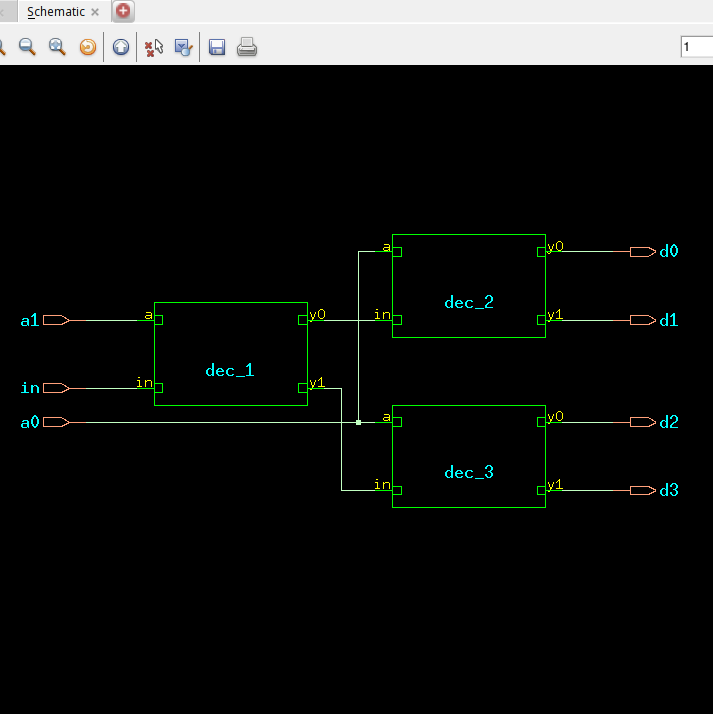 Schematic
1
a y0 d0
dec_2
a1 a y0 in y1 d1
dec_1
in in y1
a0 a y0 d2
dec_3
in y1 d3